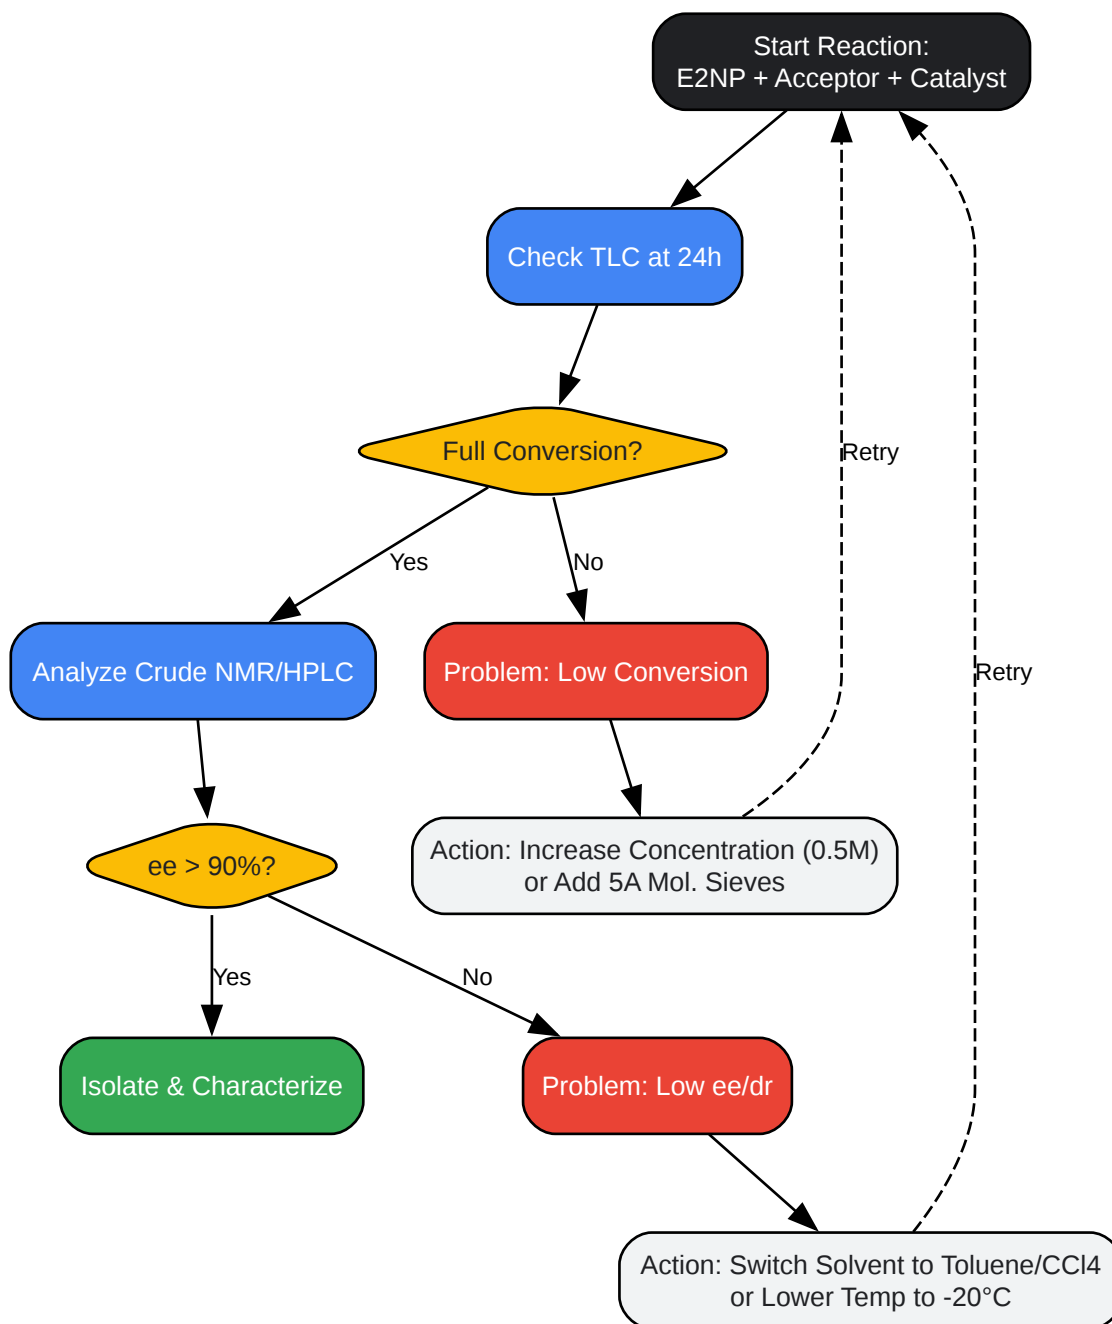 Start Reaction:
E2NP + Acceptor + Catalyst
Check TLC at 24h
Full Conversion?
Retry
Yes
No
Analyze Crude NMR/HPLC
Problem: Low Conversion
Retry
Action: Increase Concentration (0.5M)
or Add 5A Mol. Sieves
ee > 90%?
Yes
No
Isolate & Characterize
Problem: Low ee/dr
Action: Switch Solvent to Toluene/CCl4
or Lower Temp to -20°C